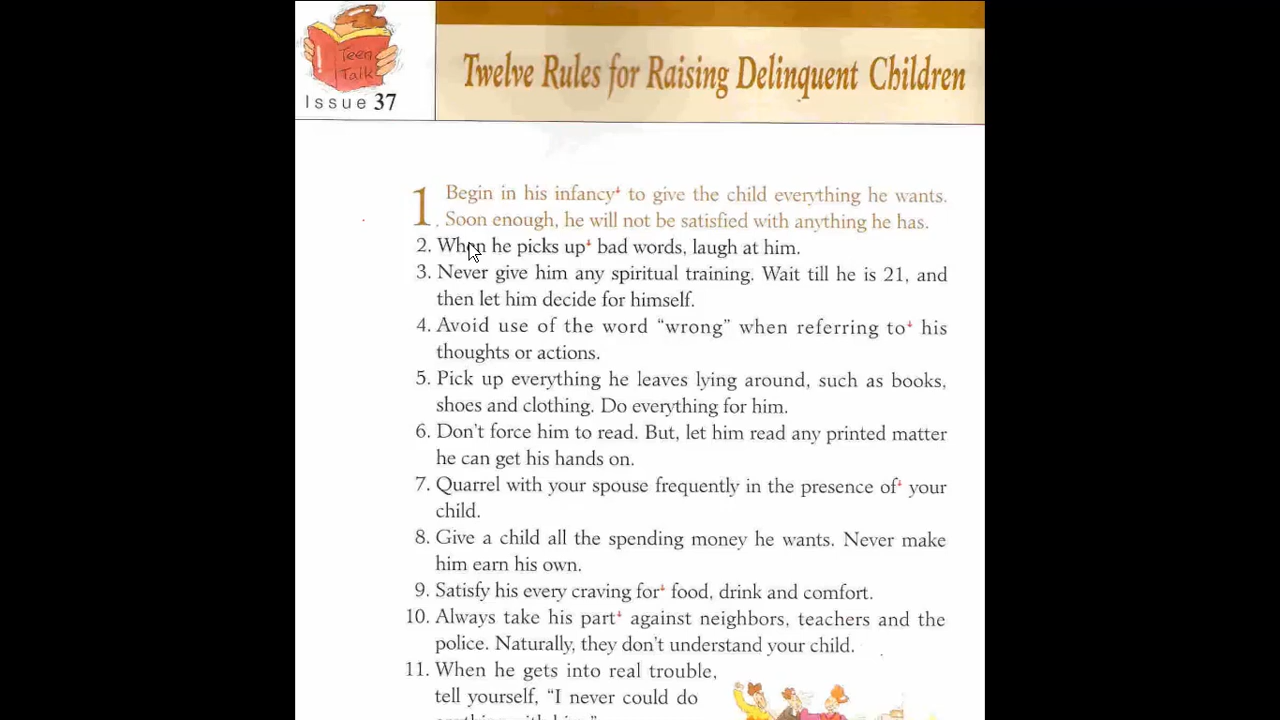 Teen
Talk
Issue 37
Twelve Rules for Raising Delinquent Children
1. Begin in his infancy to give the child everything he wants.
Soon enough, he will not be satisfied with anything he has.
2. When he picks up bad words, laugh at him.
3. Never give him any spiritual training. Wait till he is 21, and
then let him decide for himself.
4. Avoid use of the word “wrong” when referring to his
thoughts or actions.
5. Pick up everything he leaves lying around, such as books,
shoes and clothing. Do everything for him.
6. Don't force him to read. But, let him read any printed matter
he can get his hands on.
7. Quarrel with your spouse frequently in the presence of your
child.
8. Give a child all the spending money he wants. Never make
him earn his own.
9. Satisfy his every craving for food, drink and comfort.
10. Always take his part against neighbors, teachers and the
police. Naturally, they don't understand your child.
11. When he gets into real trouble,
tell yourself, “I never could do
anything with him.”